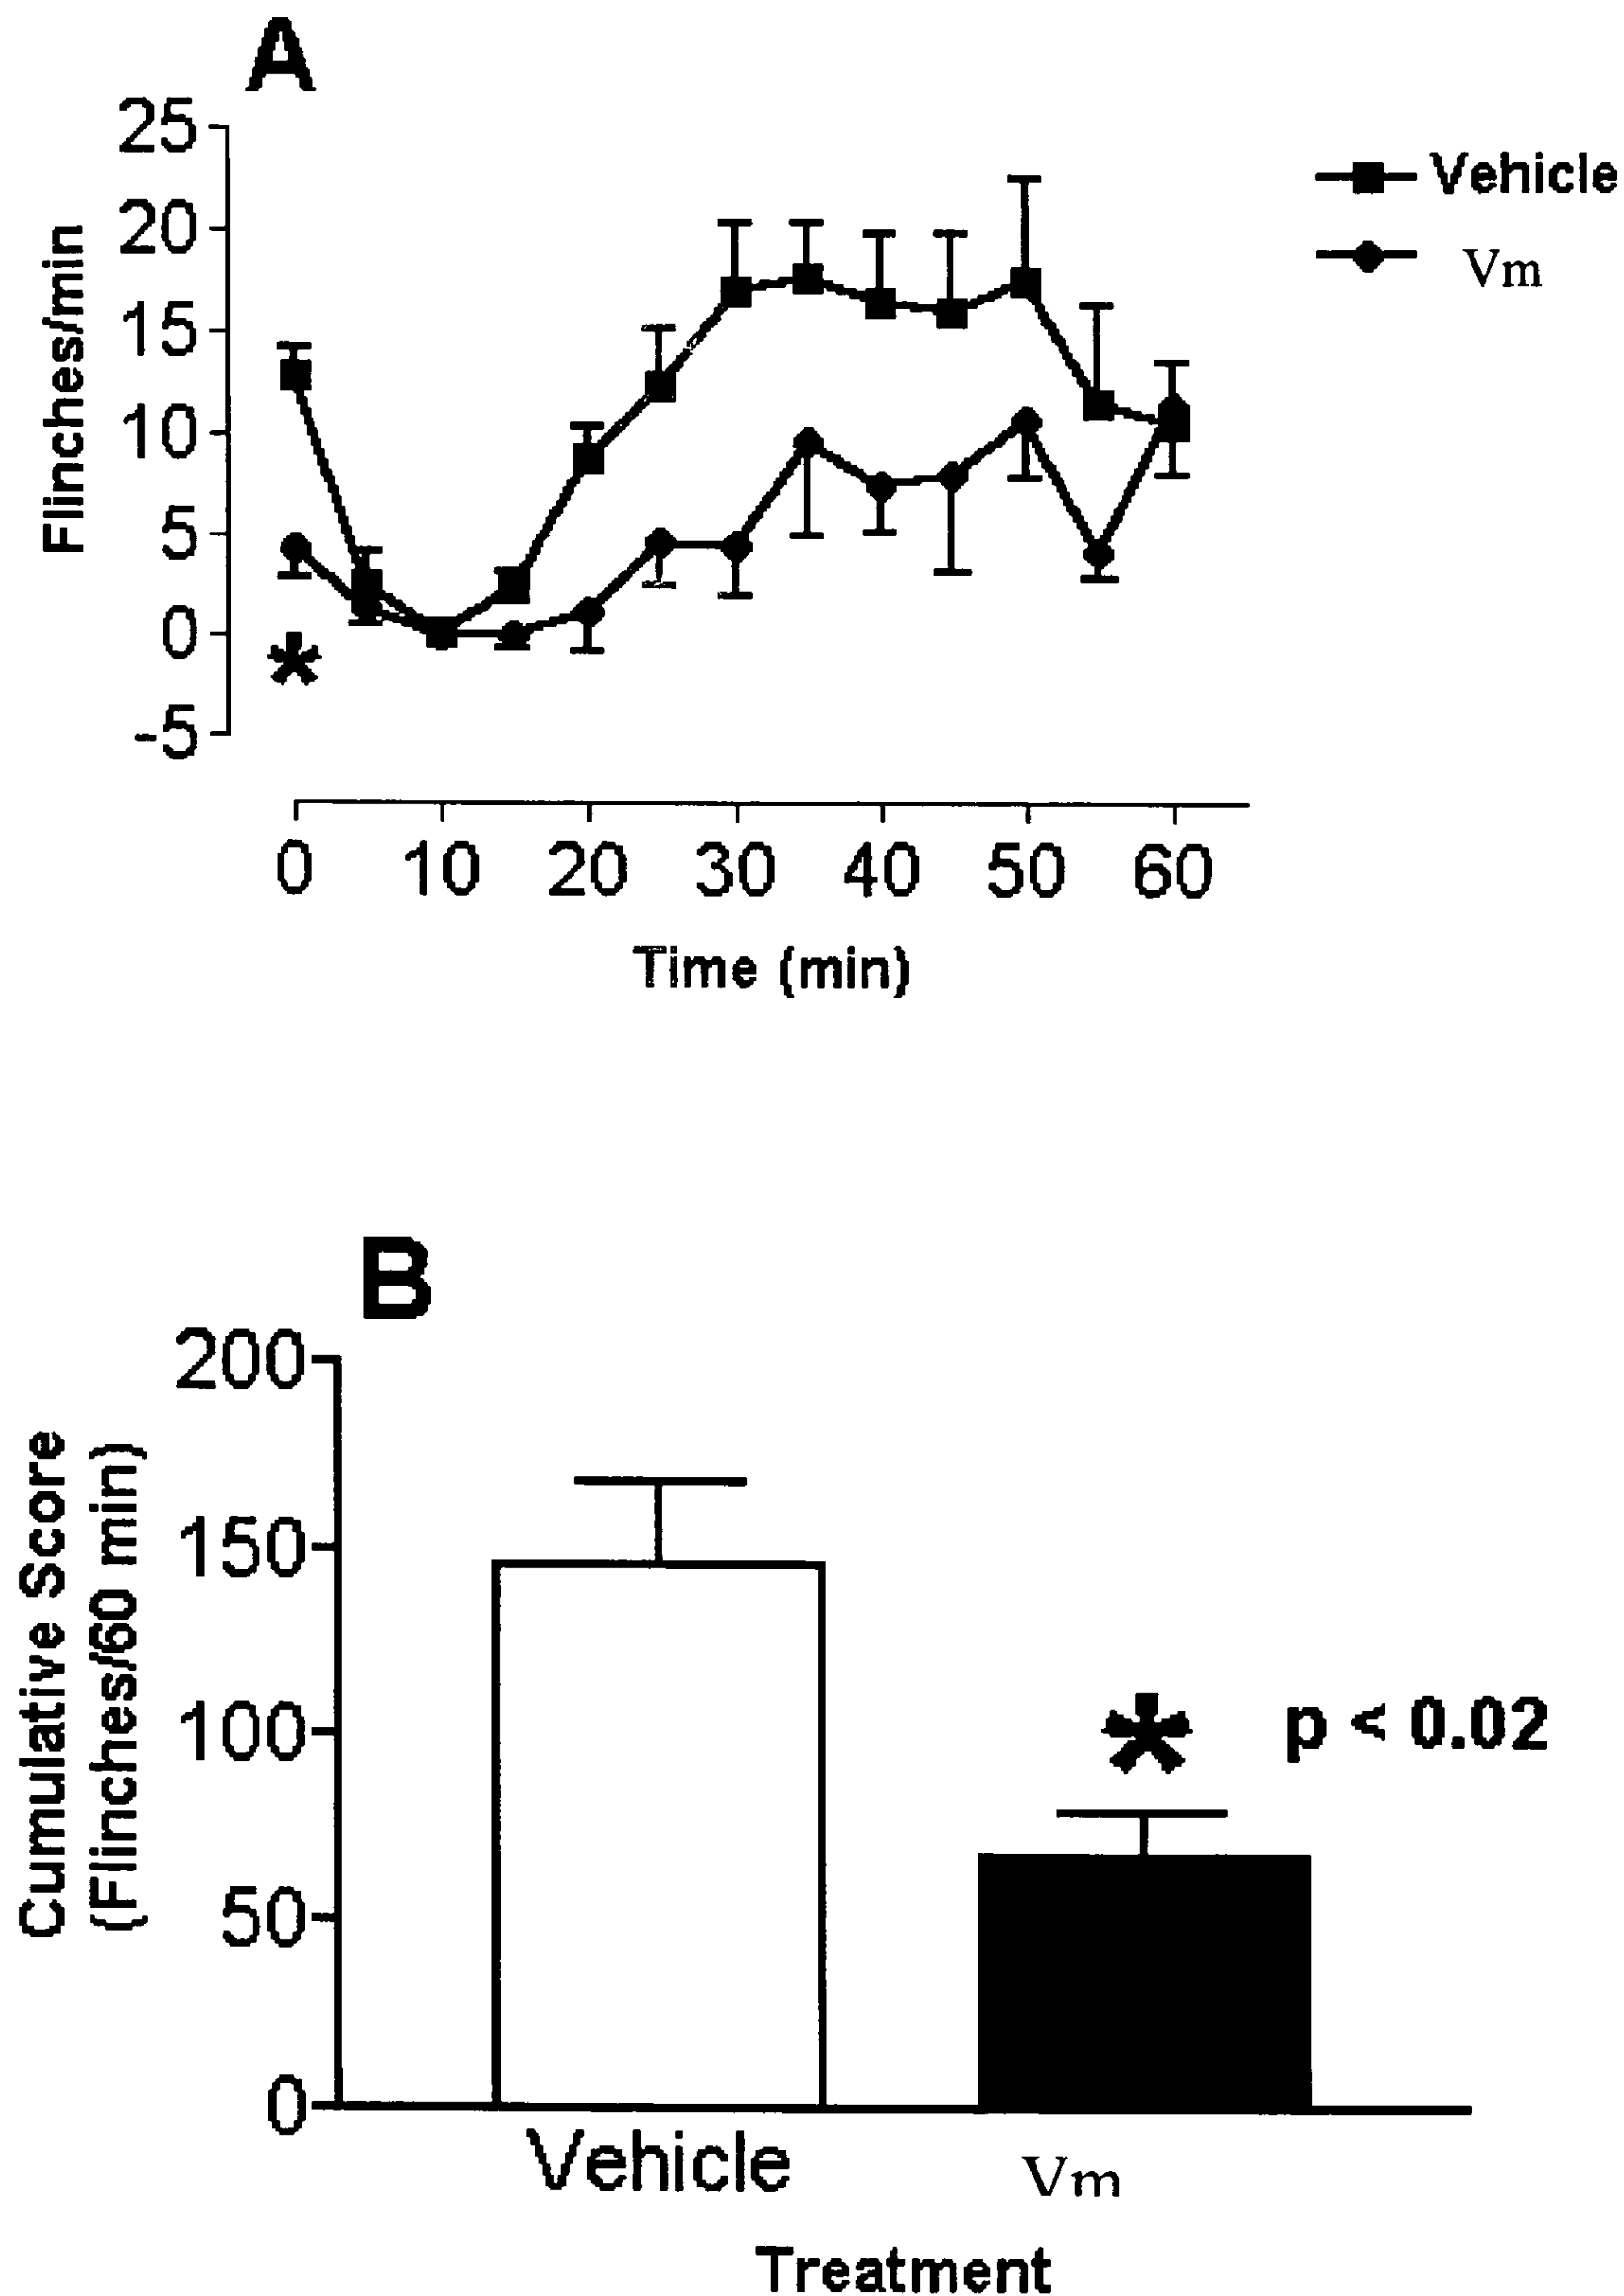 A
25
20
15
10
5
0
-5
Flinches/min
Vehicle
Vm
*
0 10 20 30 40 50 60
Time (min)
B
200
150
100
50
0
Cumulative Score
(Flinches/60 min)
* p < 0.02
Vehicle Vm
Treatment